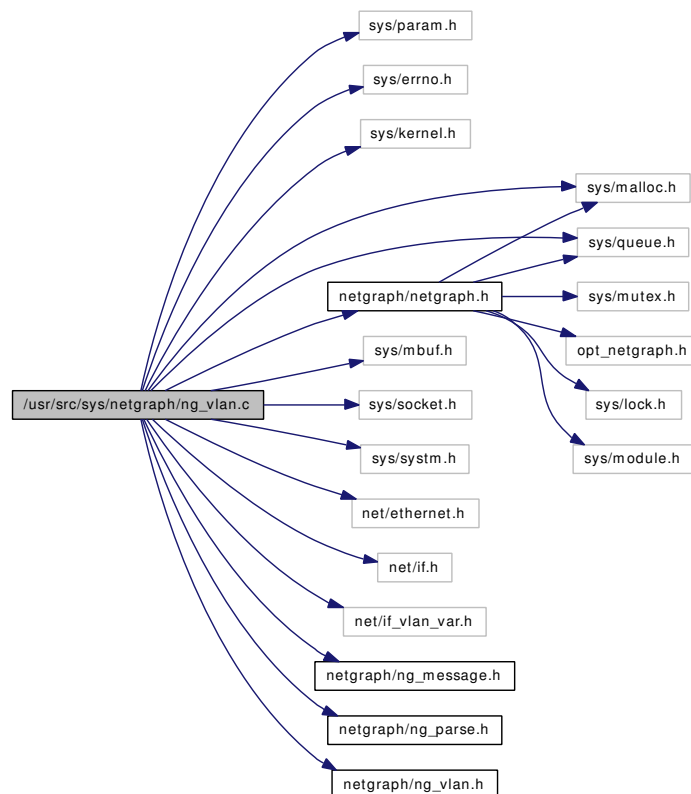 sys/param.h
sys/errno.h
sys/kernel.h
sys/malloc.h
sys/queue.h
netgraph/netgraph.h
sys/mutex.h
sys/mbuf.h
opt_netgraph.h
/usr/src/sys/netgraph/ng_vlan.c
sys/socket.h
sys/lock.h
sys/systm.h
sys/module.h
net/ethernet.h
net/if.h
net/if_vlan_var.h
netgraph/ng_message.h
netgraph/ng_parse.h
netgraph/ng_vlan.h